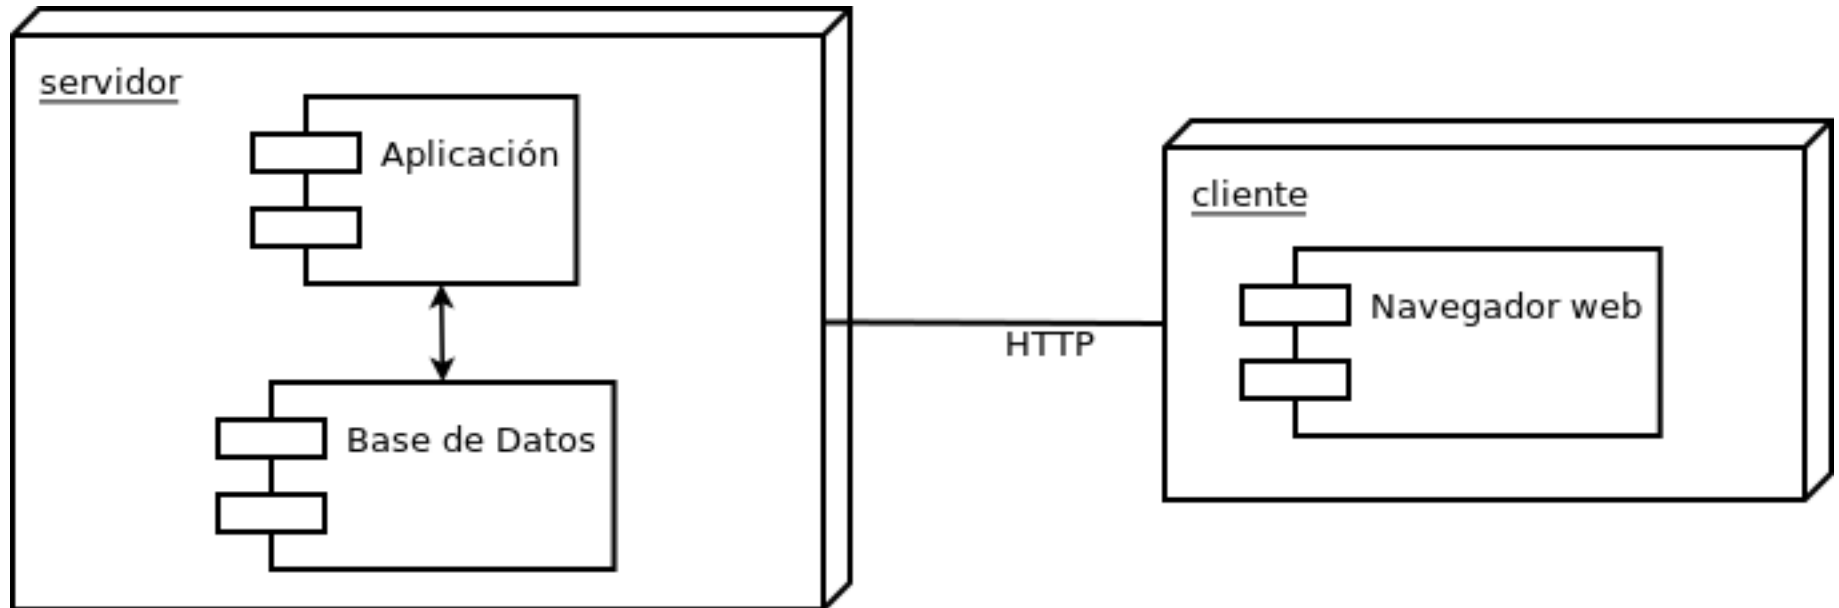 servidor
Aplicación
Base de Datos
HTTP
cliente
Navegador web